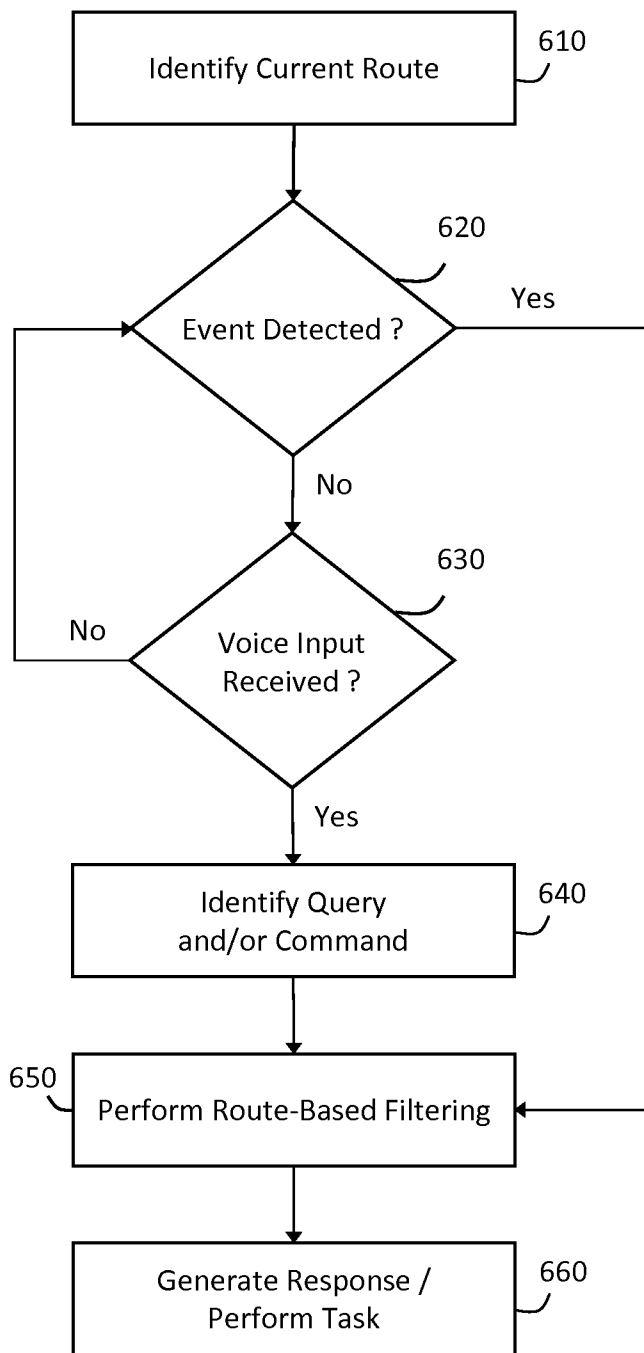 Identify Current Route
610
620
Event Detected ?
Yes
No
630
Voice Input
Received ?
No
Yes
Identify Query
and/or Command
640
650
Perform Route-Based Filtering
Generate Response /
Perform Task
660